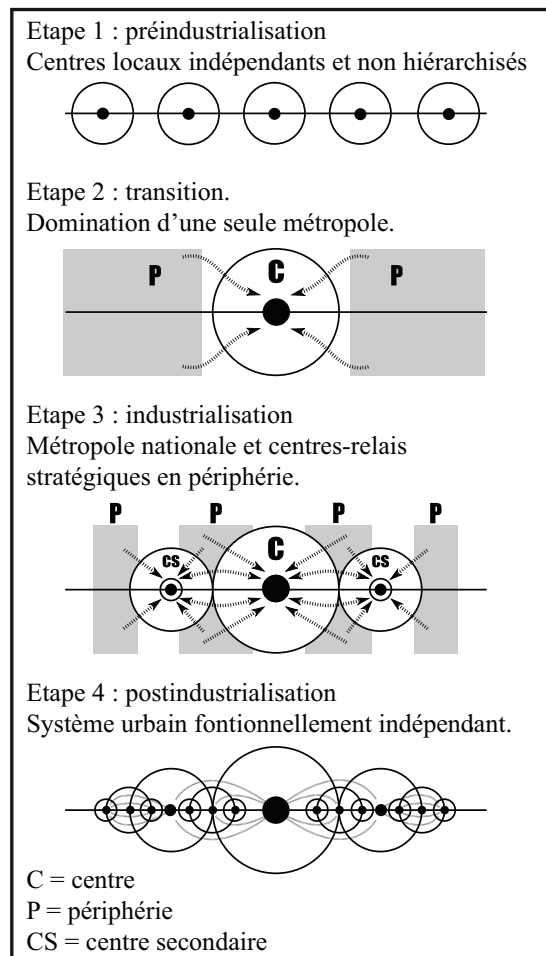 Etape 1 : préindustrialisation
Centres locaux indépendants et non hiérarchisés
Etape 2 : transition.
Domination d'une seule métropole.
P C P
Etape 3 : industrialisation
Métropole nationale et centres-relais
stratégiques en périphérie.
P P P P
CS C CS
Etape 4 : postindustrialisation
Système urbain fontionnellement indépendant.
C = centre
P = périphérie
CS = centre secondaire